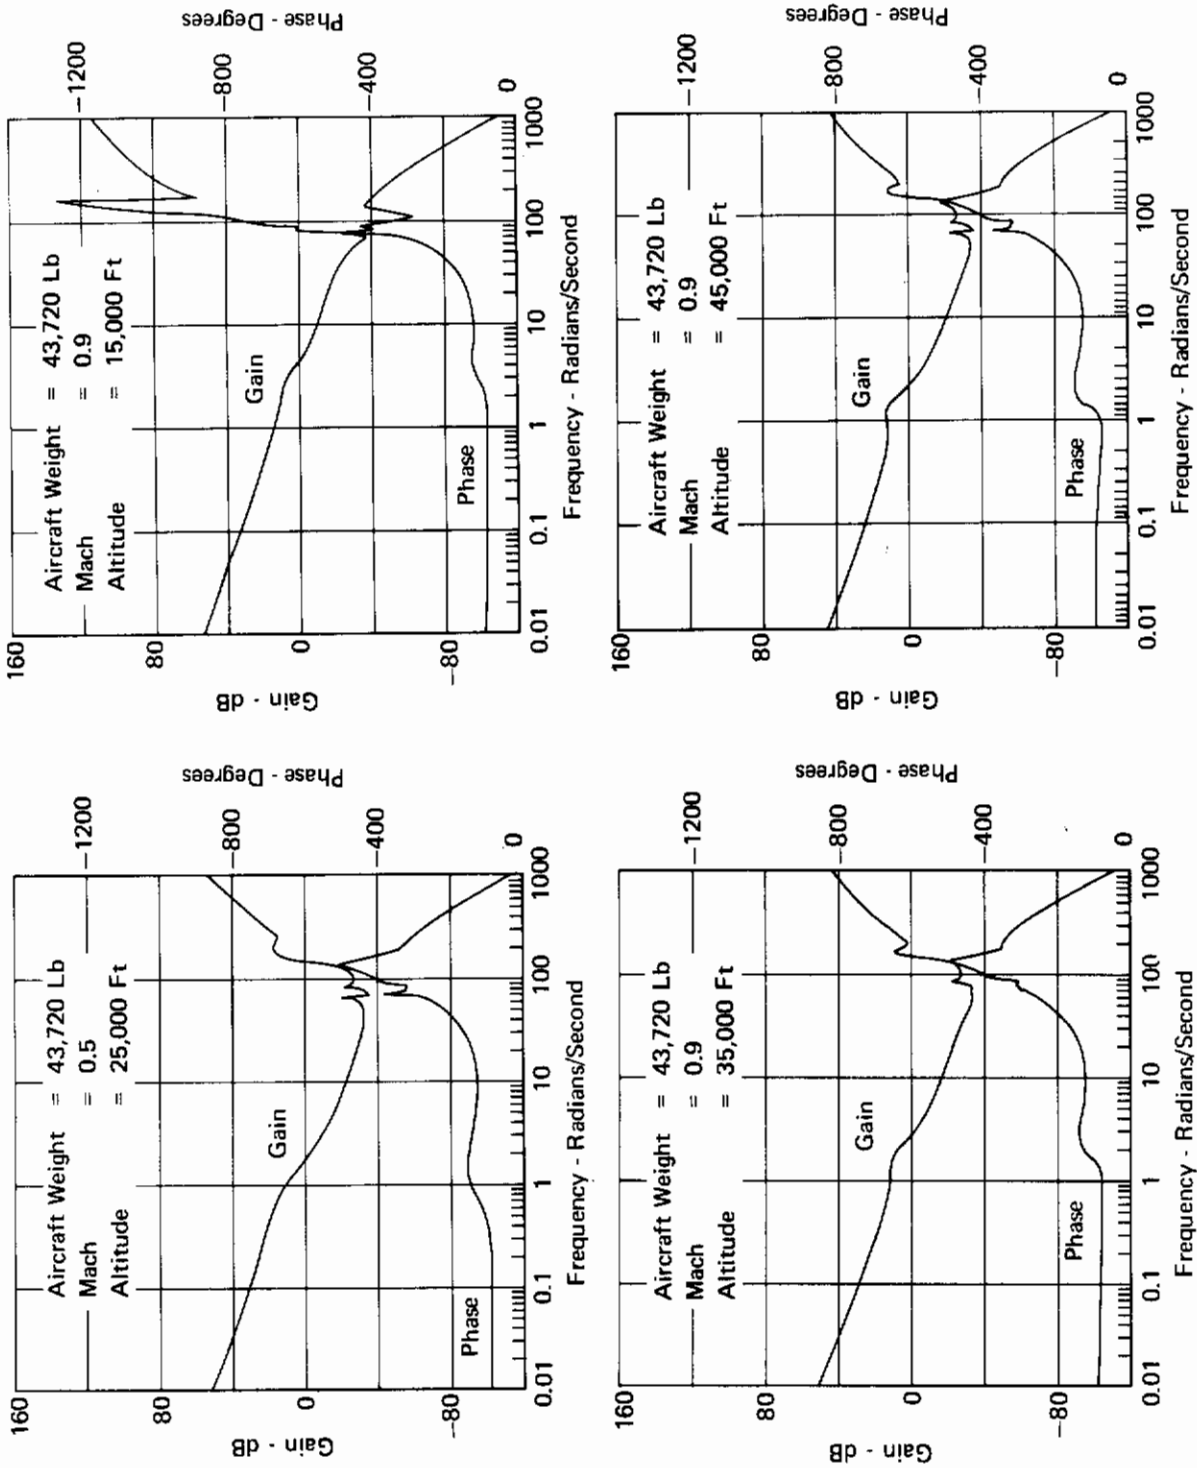 Aircraft Weight = 43,720 Lb
Mach = 0.5
Altitude = 25,000 Ft
Gain
Phase
160
80
0
−80
Gain - dB
−1200
−800
−400
0
Phase - Degrees
0.01 0.1 1 10 100 1000
Frequency - Radians/Second
Aircraft Weight = 43,720 Lb
Mach = 0.9
Altitude = 15,000 Ft
Gain
Phase
160
80
0
−80
Gain - dB
−1200
−800
−400
0
Phase - Degrees
0.01 0.1 1 10 100 1000
Frequency - Radians/Second
Aircraft Weight = 43,720 Lb
Mach = 0.9
Altitude = 35,000 Ft
Gain
Phase
160
80
0
−80
Gain - dB
−1200
−800
−400
0
Phase - Degrees
0.01 0.1 1 10 100 1000
Frequency - Radians/Second
Aircraft Weight = 43,720 Lb
Mach = 0.9
Altitude = 45,000 Ft
Gain
Phase
160
80
0
−80
Gain - dB
−1200
−800
−400
0
Phase - Degrees
0.01 0.1 1 10 100 1000
Frequency - Radians/Second